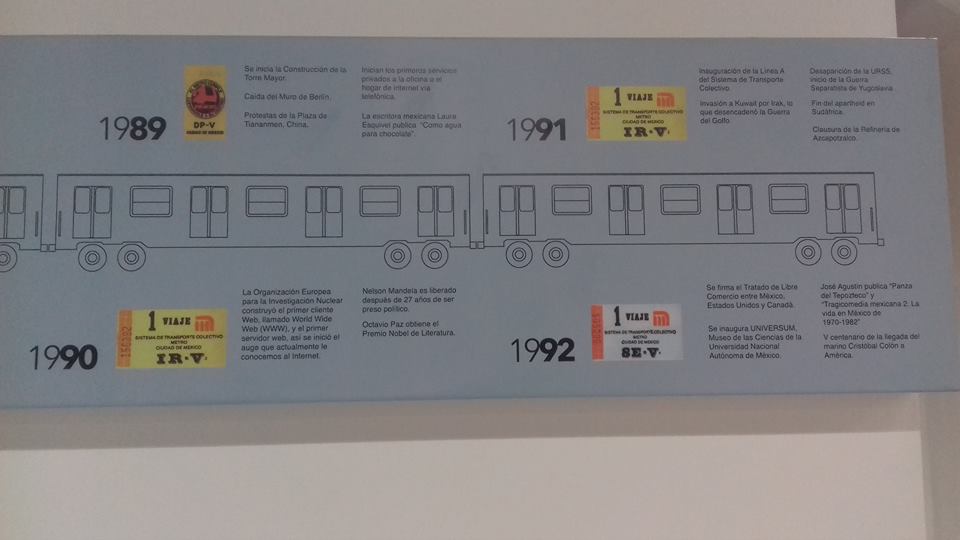 1989
DP-V
CIUDAD DE MÉXICO
Se inicia la Construcción de la
Torre Mayor.
Caída del Muro de Berlín.
Protestas de la Plaza de
Tiananmen, China.
Inician los primeros servicios
privados a la oficina o el
hogar de internet vía
telefónica.
La escritora mexicana Laura
Esquivel publica "Como agua
para chocolate".
1991
1 VIAJE
SISTEMA DE TRANSPORTE COLECTIVO
METRO
CIUDAD DE MEXICO
IR·V·
Inauguración de la Línea A
del Sistema de Transporte
Colectivo.
Invasión a Kuwait por Irak, lo
que desencadenó la Guerra
del Golfo.
Desaparición de la URSS,
inicio de la Guerra
Separatista de Yugoslavia.
Fin del apartheid en
Sudáfrica.
Clausura de la Refinería de
Azcapotzalco.
1990
1 VIAJE
SISTEMA DE TRANSPORTE COLECTIVO
METRO
CIUDAD DE MEXICO
IR·V·
La Organización Europea
para la Investigación Nuclear
construyó el primer cliente
Web, llamado World Wide
Web (WWW), y el primer
servidor web, así se inició el
auge que actualmente le
conocemos al Internet.
Nelson Mandela es liberado
después de 27 años de ser
preso político.
Octavio Paz obtiene el
Premio Nobel de Literatura.
1992
1 VIAJE
SISTEMA DE TRANSPORTE COLECTIVO
METRO
CIUDAD DE MEXICO
SE·V·
Se firma el Tratado de Libre
Comercio entre México,
Estados Unidos y Canadá.
Se inaugura UNIVERSUM,
Museo de las Ciencias de la
Universidad Nacional
Autónoma de México.
José Agustín publica "Panza
del Tepozteco" y
"Tragicomedia mexicana 2. La
vida en México de
1970-1982"
V centenario de la llegada del
marino Cristóbal Colón a
América.